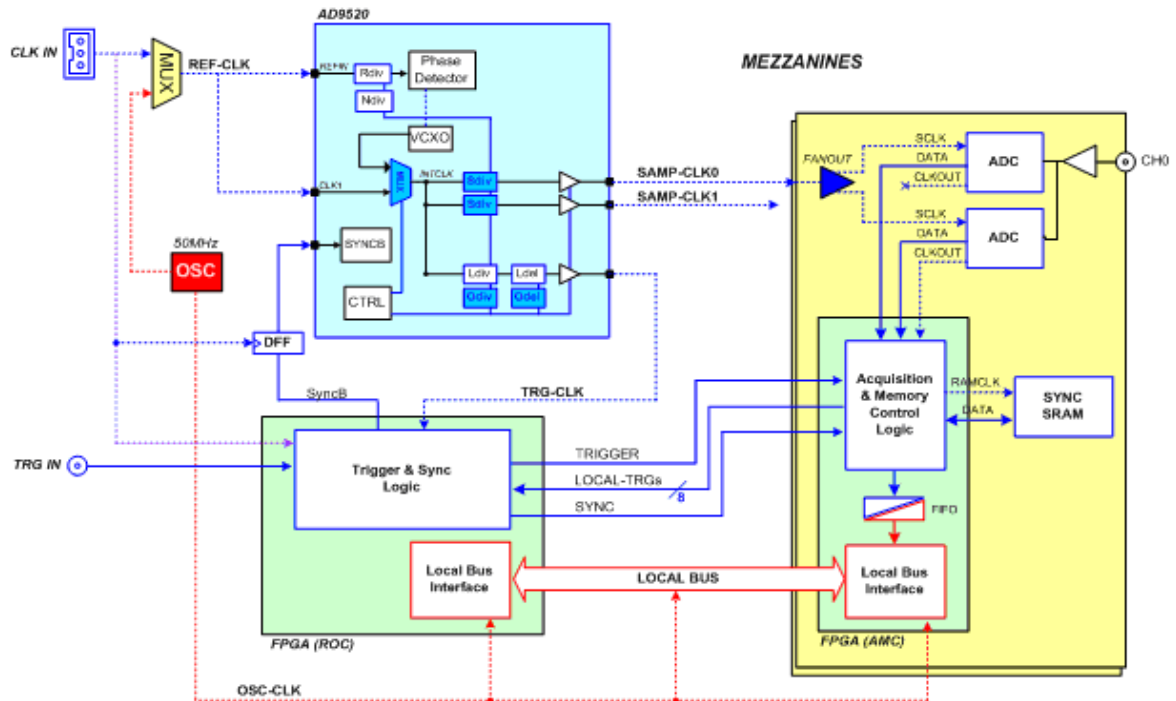 AD9520
CLK IN
MUX
REF-CLK
REFIN
Rdiv
Phase
Detector
Ndiv
VCXO
MUX
INTCLK
CLK1
Sdiv
Sdiv
SAMP-CLK0
SAMP-CLK1
SYNCB
Ldiv
Ldel
Odiv
Odel
CTRL
50MHz
OSC
DFF
SyncB
TRG-CLK
TRG IN
Trigger & Sync
Logic
TRIGGER
LOCAL-TRGs
8
SYNC
Local Bus
Interface
LOCAL BUS
FPGA (ROC)
OSC-CLK
MEZZANINES
FANOUT
SCLK
DATA
CLKOUT
ADC
CH0
SCLK
DATA
CLKOUT
ADC
Acquisition
& Memory
Control
Logic
RAMCLK
DATA
SYNC
SRAM
FIFO
Local Bus
Interface
FPGA (AMC)